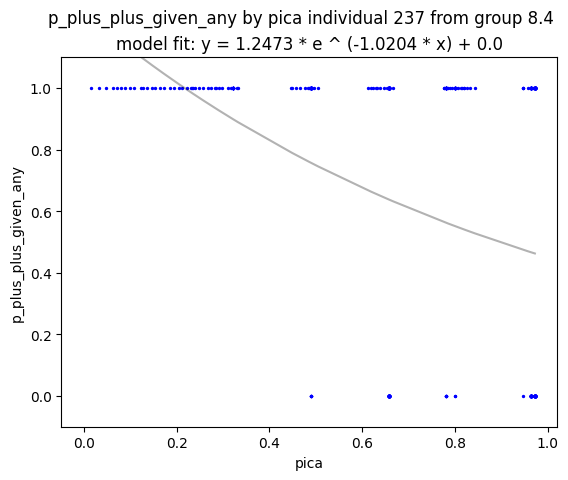 p_plus_plus_given_any by pica individual 237 from group 8.4
model fit: y = 1.2473 * e ^ (-1.0204 * x) + 0.0
p_plus_plus_given_any
1.0
0.8
0.6
0.4
0.2
0.0
0.0 0.2 0.4 0.6 0.8 1.0
pica